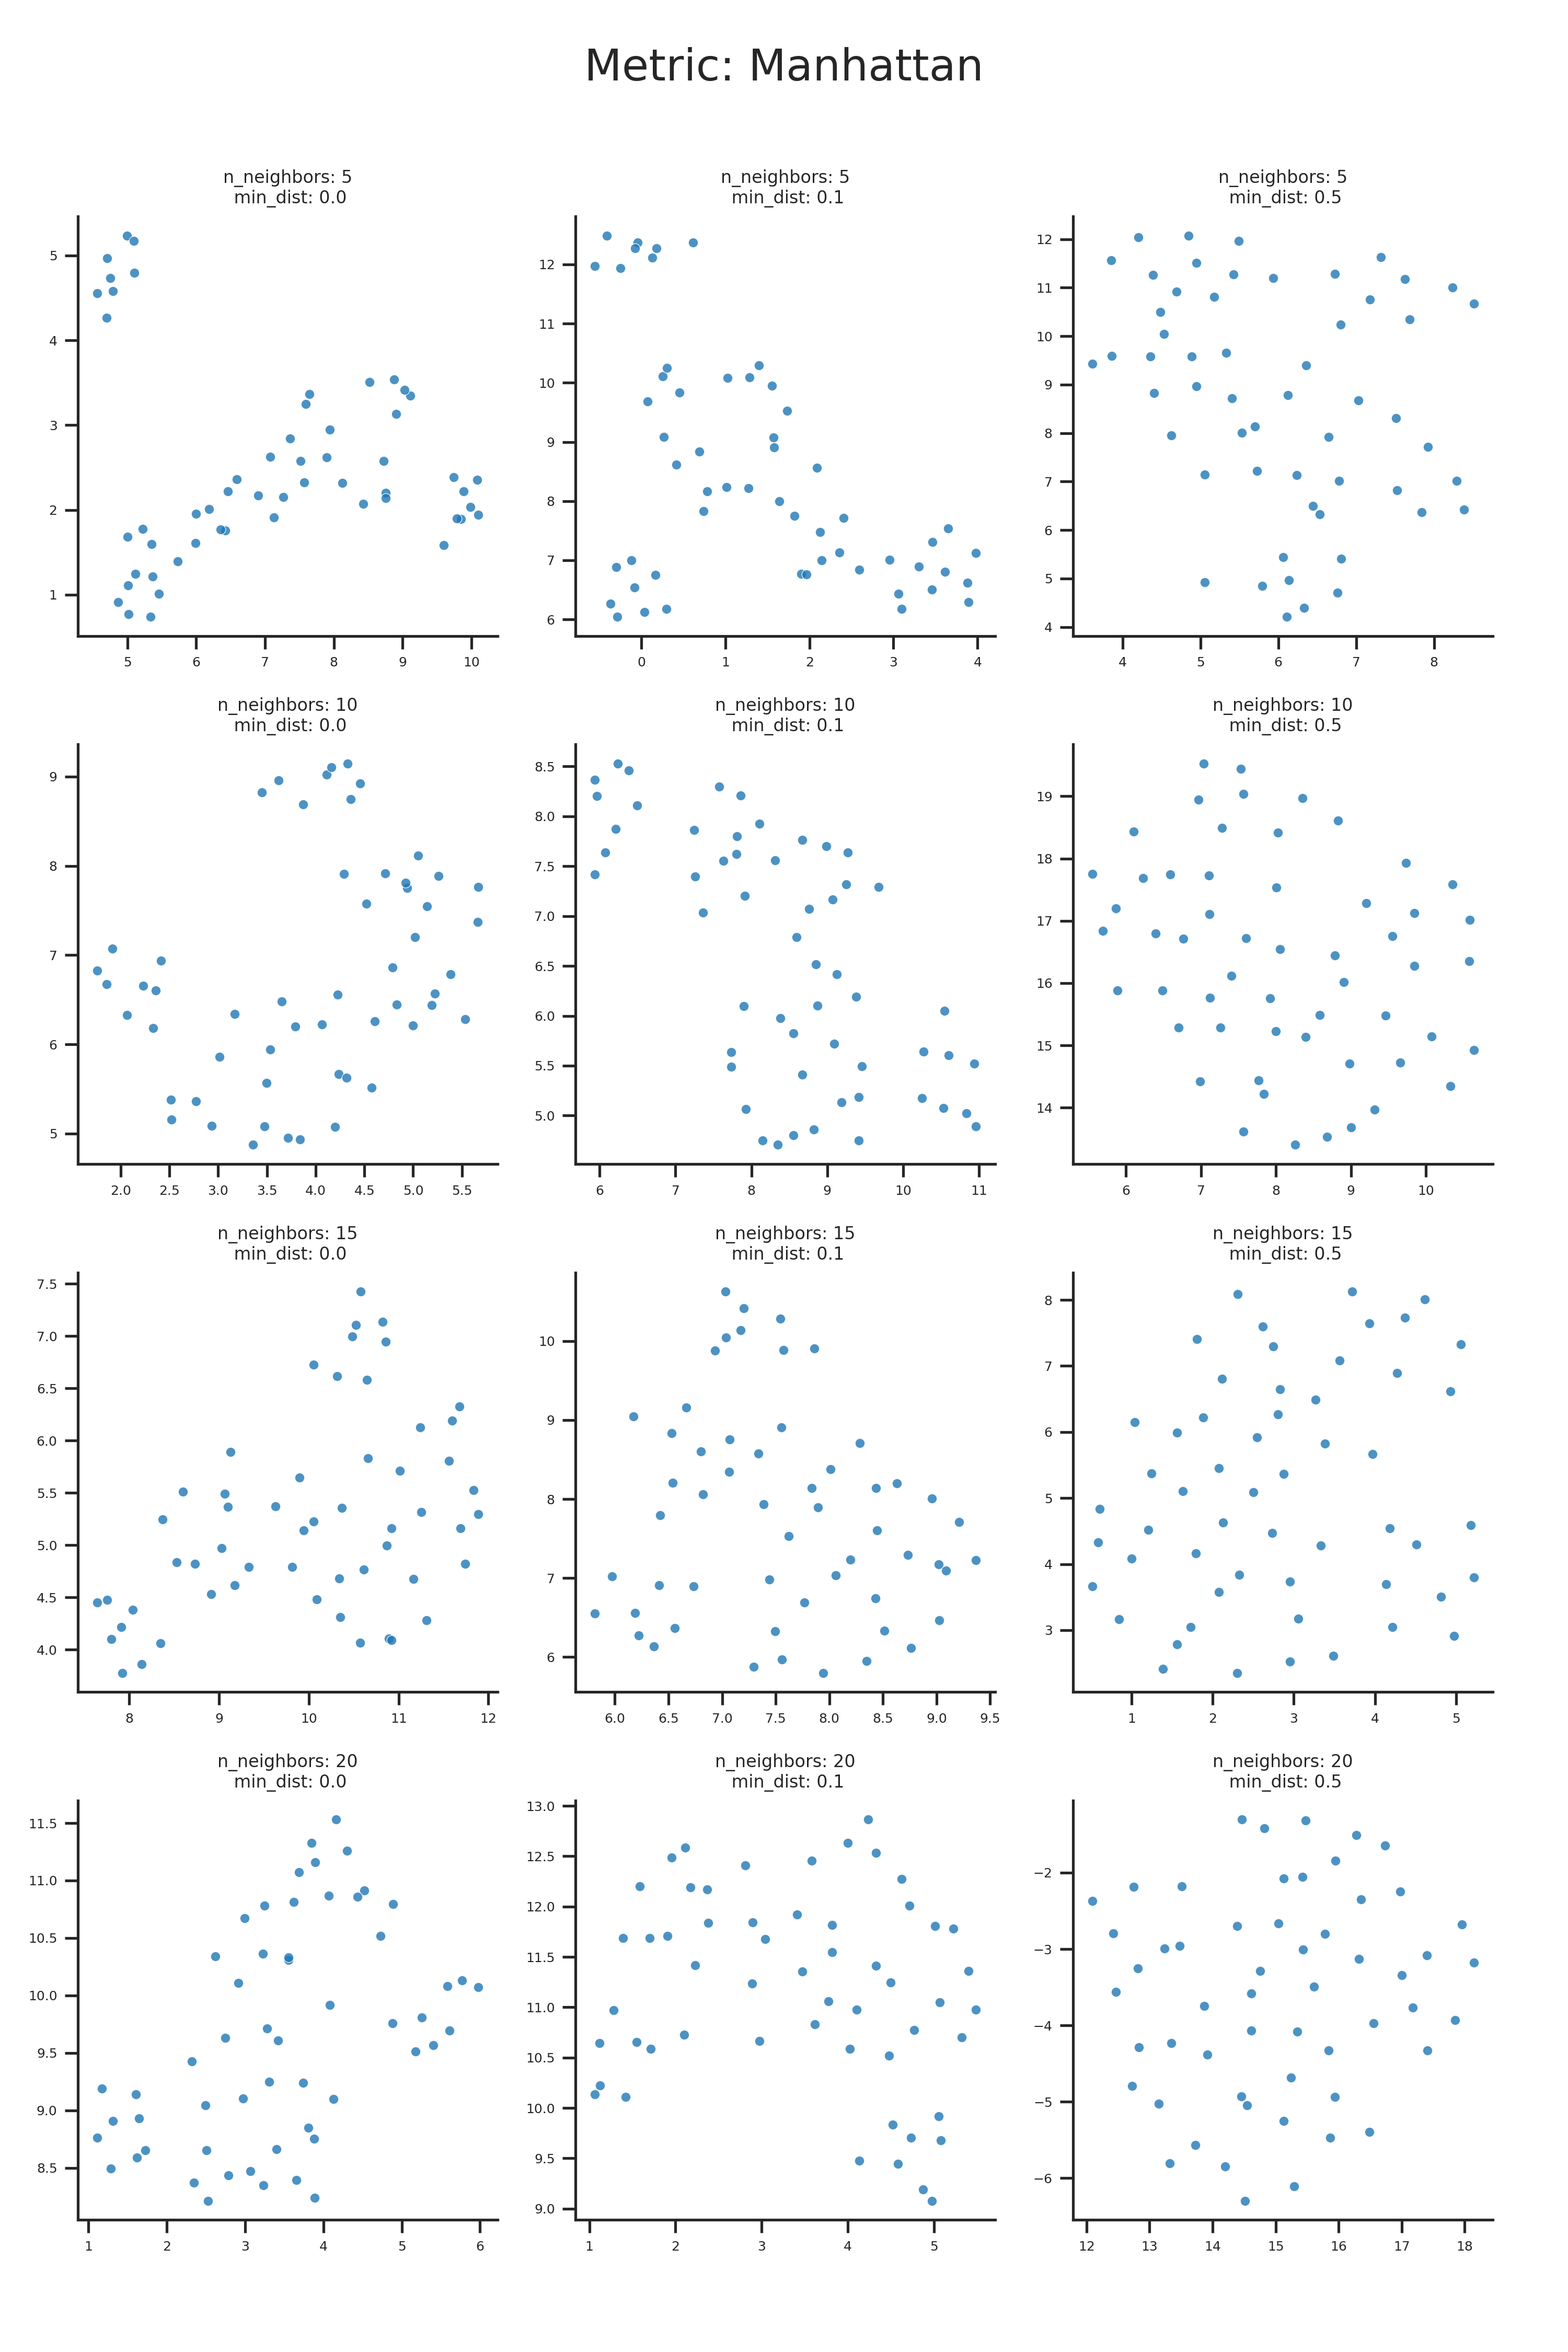 Metric: Manhattan
n_neighbors: 5
min_dist: 0.0
n_neighbors: 5
min_dist: 0.1
n_neighbors: 5
min_dist: 0.5
5
4
3
2
1
5 6 7 8 9 10
12
11
10
9
8
7
6
0 1 2 3 4
12
11
10
9
8
7
6
5
4
4 5 6 7 8
n_neighbors: 10
min_dist: 0.0
n_neighbors: 10
min_dist: 0.1
n_neighbors: 10
min_dist: 0.5
9
8
7
6
5
2.0 2.5 3.0 3.5 4.0 4.5 5.0 5.5
8.5
8.0
7.5
7.0
6.5
6.0
5.5
5.0
6 7 8 9 10 11
19
18
17
16
15
14
6 7 8 9 10
n_neighbors: 15
min_dist: 0.0
n_neighbors: 15
min_dist: 0.1
n_neighbors: 15
min_dist: 0.5
7.5
7.0
6.5
6.0
5.5
5.0
4.5
4.0
8 9 10 11 12
10
9
8
7
6
6.0 6.5 7.0 7.5 8.0 8.5 9.0 9.5
8
7
6
5
4
3
1 2 3 4 5
n_neighbors: 20
min_dist: 0.0
n_neighbors: 20
min_dist: 0.1
n_neighbors: 20
min_dist: 0.5
11.5
11.0
10.5
10.0
9.5
9.0
8.5
1 2 3 4 5 6
13.0
12.5
12.0
11.5
11.0
10.5
10.0
9.5
9.0
1 2 3 4 5
−2
−3
−4
−5
−6
12 13 14 15 16 17 18